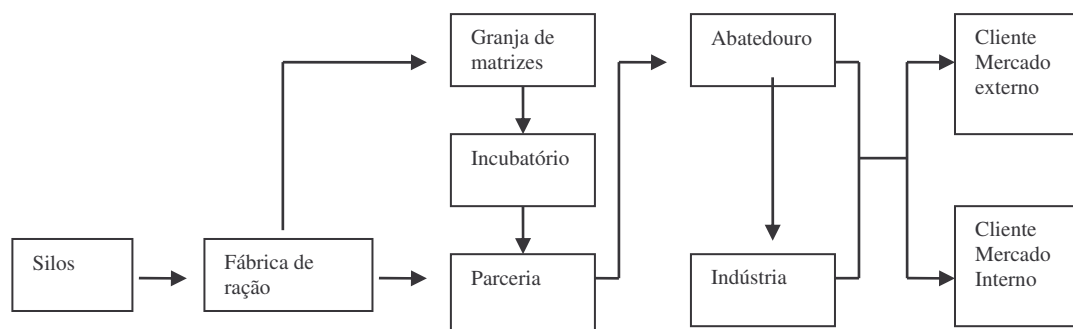 Granja de
matrizes
Abatedouro
Cliente
Mercado
externo
Incubatório
Silos
Fábrica de
ração
Parceria
Indústria
Cliente
Mercado
Interno